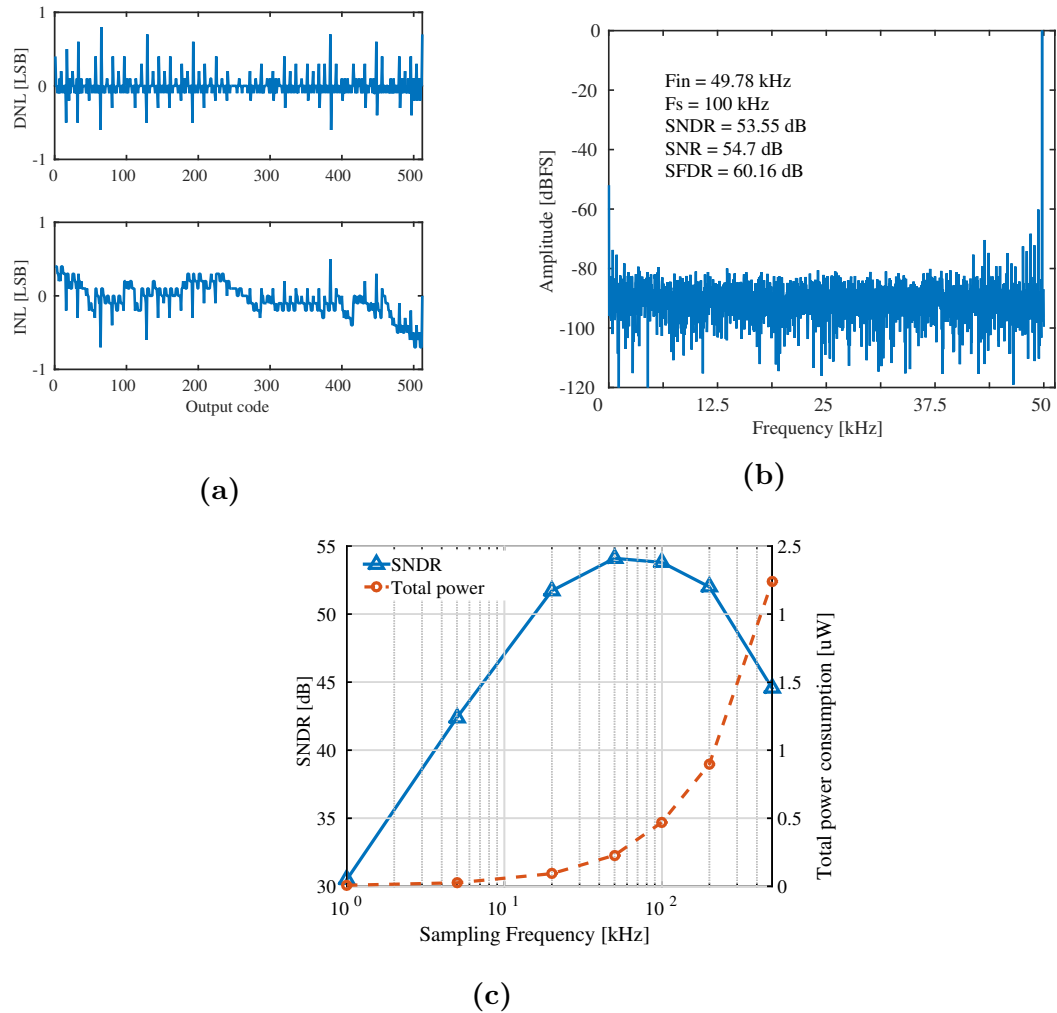 1
0
-1
DNL [LSB]
0 100 200 300 400 500
1
0
-1
INL [LSB]
0 100 200 300 400 500
Output code
(a)
0
-20
-40
-60
-80
-100
-120
Amplitude [dBFS]
Fin = 49.78 kHz
Fs = 100 kHz
SNDR = 53.55 dB
SNR = 54.7 dB
SFDR = 60.16 dB
0 12.5 25 37.5 50
Frequency [kHz]
(b)
55
50
45
40
35
30
SNDR [dB]
SNDR
Total power
2.5
1
1.5
1
0.5
0
Total power consumption [uW]
10 0 10 1 10 2
Sampling Frequency [kHz]
(c)